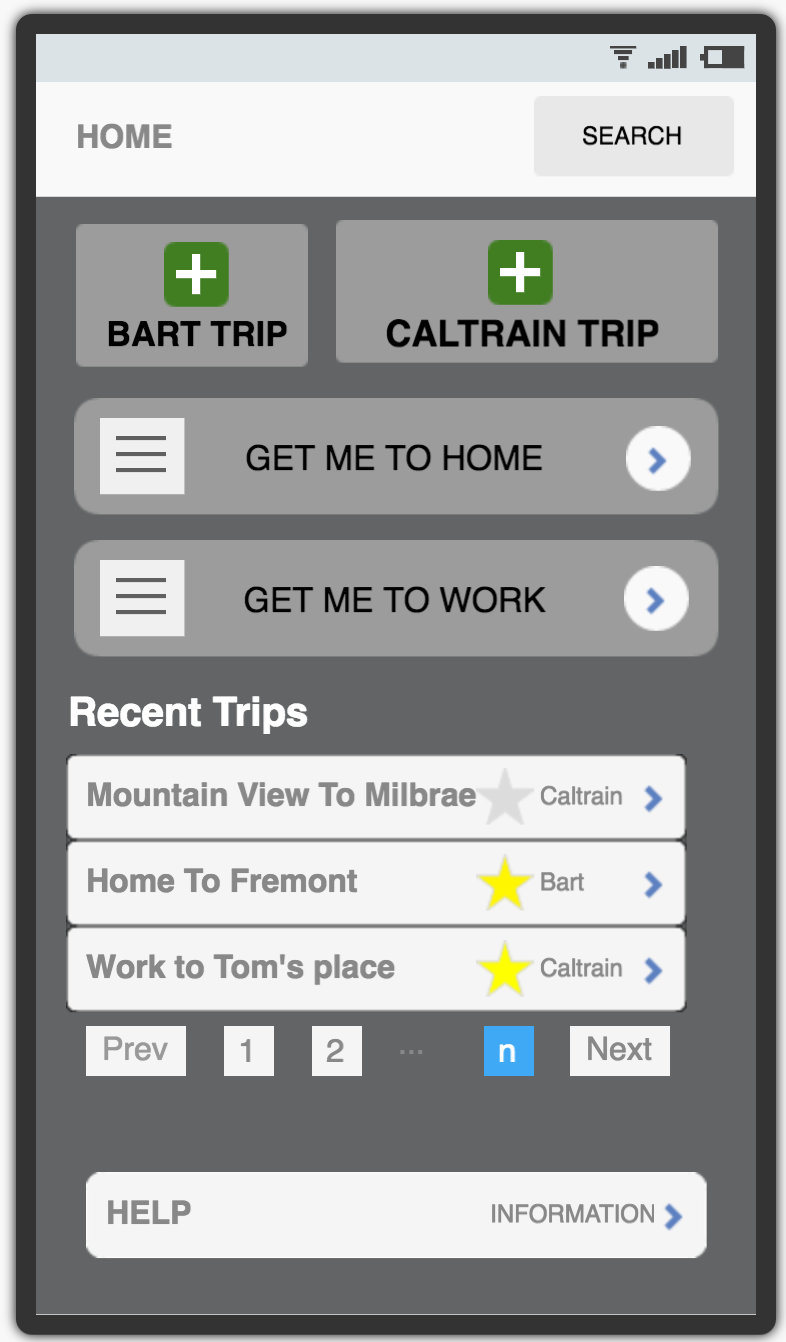 HOME
SEARCH
BART TRIP
CALTRAIN TRIP
GET ME TO HOME
GET ME TO WORK
Recent Trips
Mountain View To Milbrae Caltrain
Home To Fremont Bart
Work to Tom's place Caltrain
Prev 1 2 ... n Next
HELP INFORMATION